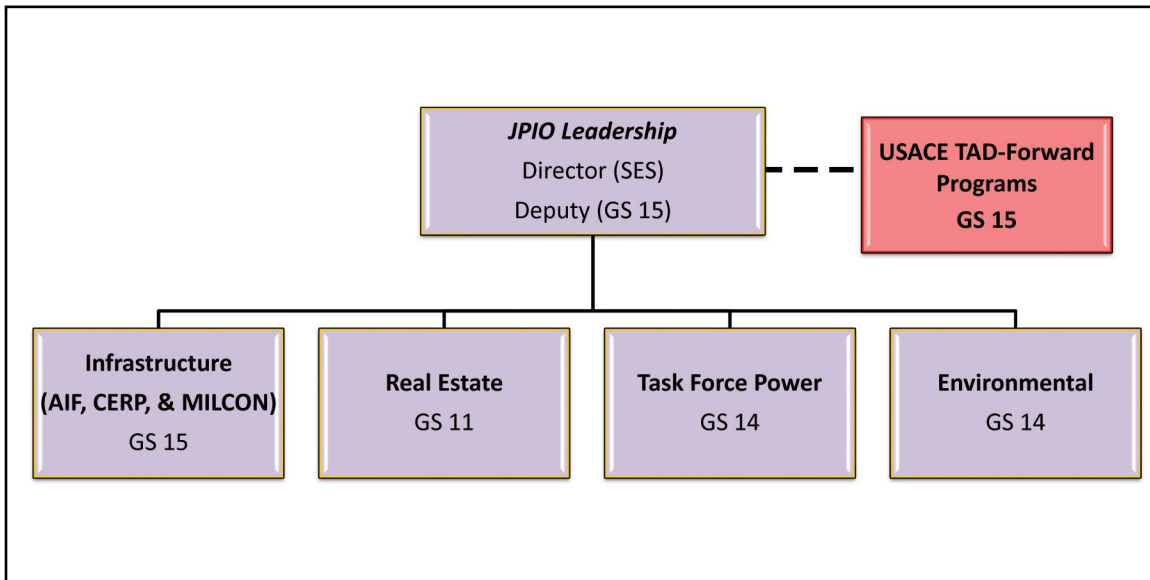 JPIO Leadership
Director (SES)
Deputy (GS 15)
USACE TAD-Forward
Programs
GS 15
Infrastructure
(AIF, CERP, & MILCON)
GS 15
Real Estate
GS 11
Task Force Power
GS 14
Environmental
GS 14